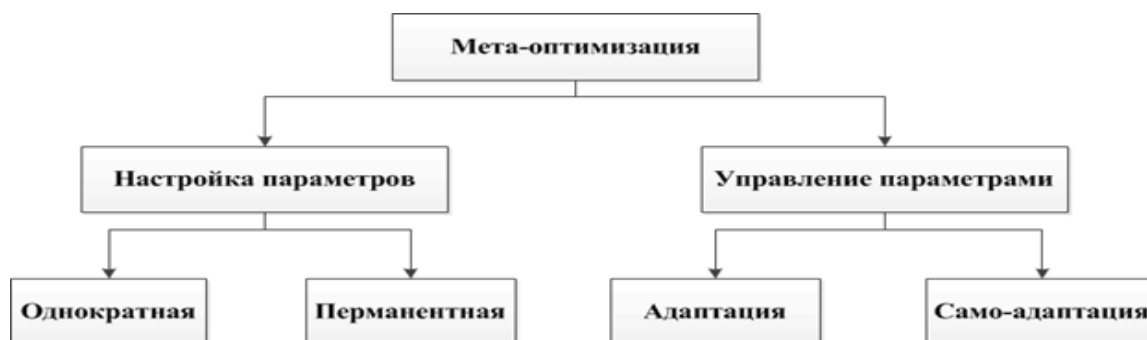 Мета-оптимизация
Настройка параметров
Управление параметрами
Однократная
Перманентная
Адаптация
Само-адаптация